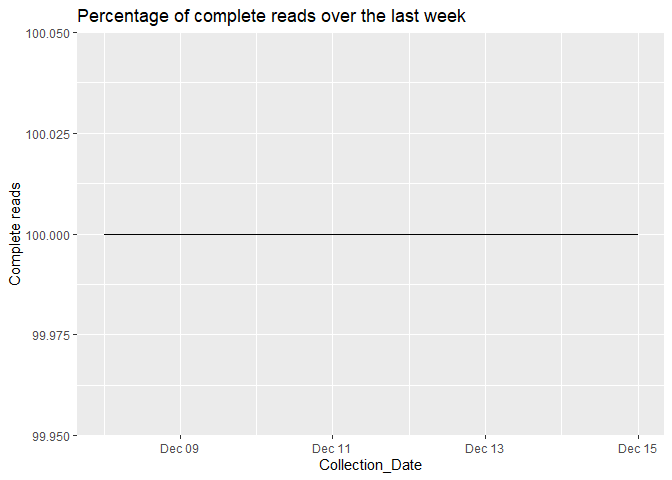 Percentage of complete reads over the last week
100.050
100.025
100.000
99.975
99.950
Complete reads
Dec 09 Dec 11 Dec 13 Dec 15
Collection_Date